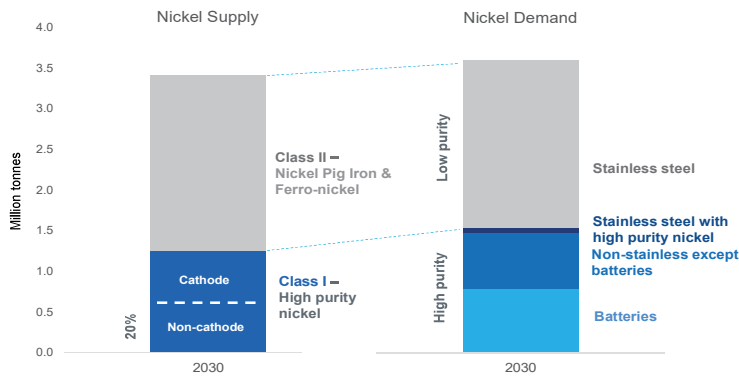 Nickel Supply
Nickel Demand
Million tonnes
4.0
3.5
3.0
2.5
2.0
1.5
1.0
0.5
0.0
Class II –
Nickel Pig Iron &
Ferro-nickel
Cathode
Non-cathode
20%
Class I –
High purity
nickel
2030
Low purity
High purity
Stainless steel
Stainless steel with
high purity nickel
Non-stainless except
batteries
Batteries
2030